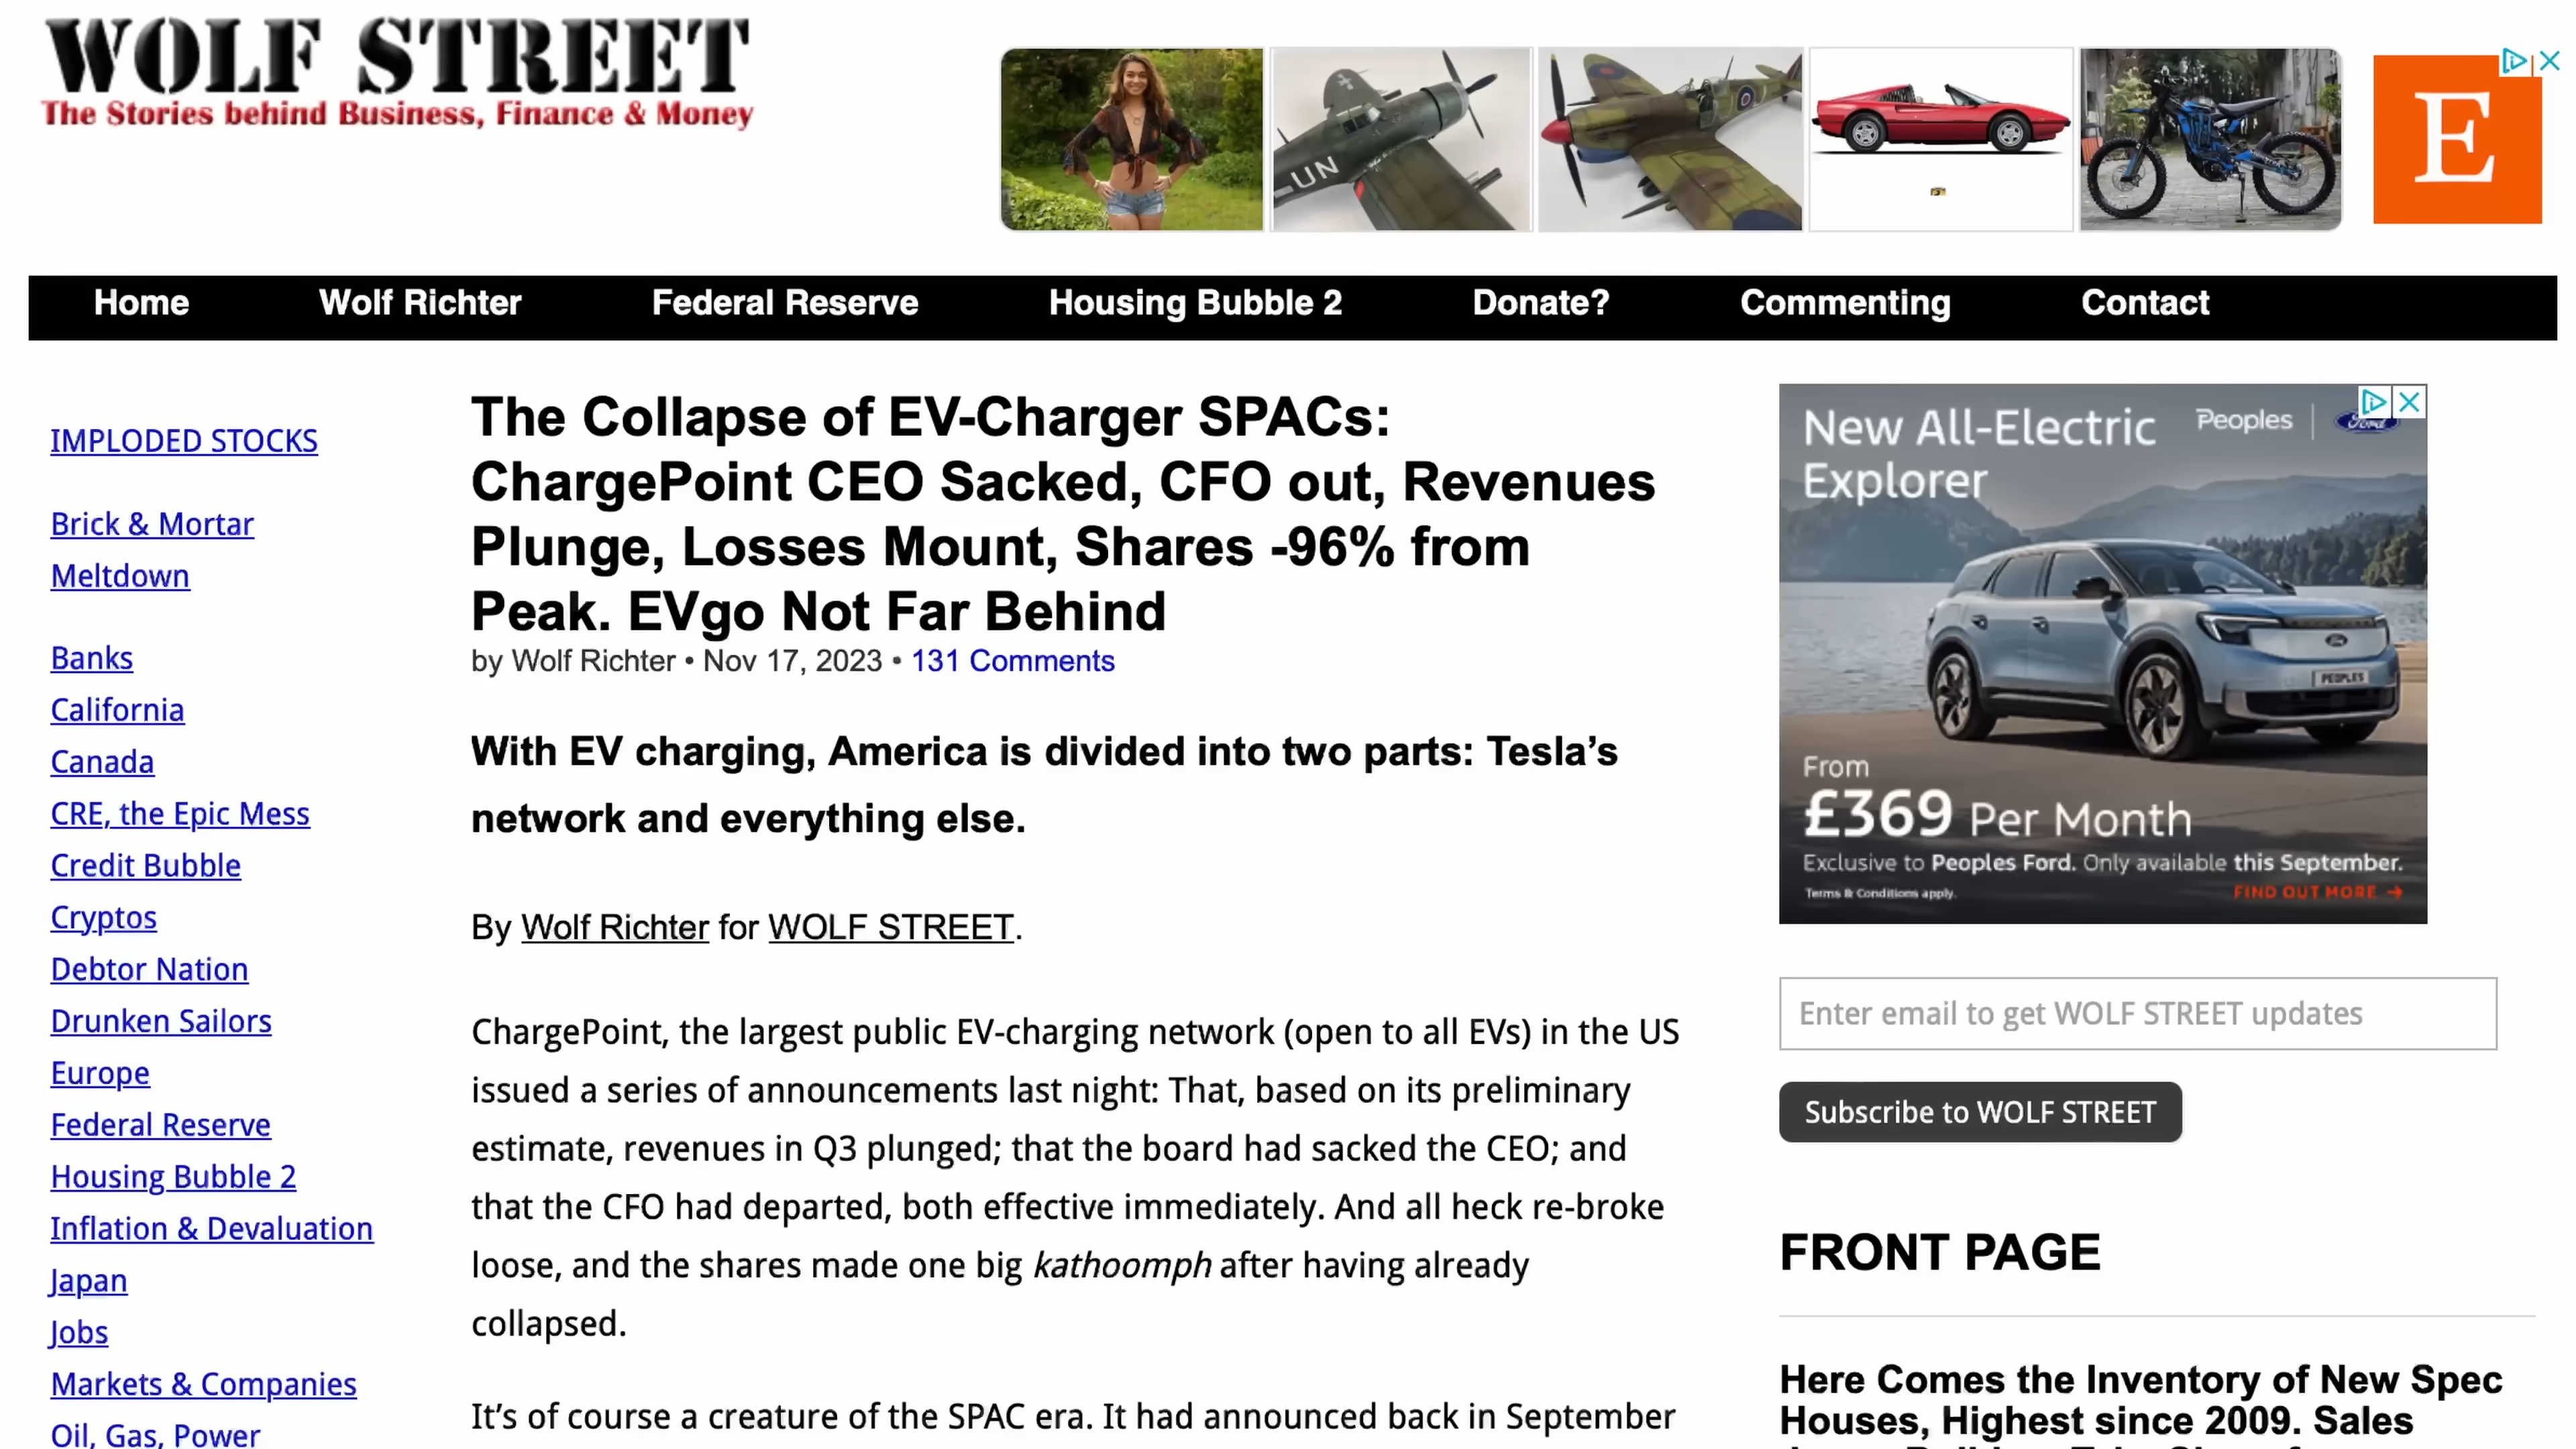 WOLF STREET
The Stories behind Business, Finance & Money
UN
E
Home Wolf Richter Federal Reserve Housing Bubble 2 Donate? Commenting Contact
IMPLODED STOCKS
Brick & Mortar
Meltdown
Banks
California
Canada
CRE, the Epic Mess
Credit Bubble
Cryptos
Debtor Nation
Drunken Sailors
Europe
Federal Reserve
Housing Bubble 2
Inflation & Devaluation
Japan
Jobs
Markets & Companies
Oil, Gas, Power
The Collapse of EV-Charger SPACs:
ChargePoint CEO Sacked, CFO out, Revenues
Plunge, Losses Mount, Shares -96% from
Peak. EVgo Not Far Behind
by Wolf Richter • Nov 17, 2023 • 131 Comments
With EV charging, America is divided into two parts: Tesla’s
network and everything else.
By Wolf Richter for WOLF STREET.
ChargePoint, the largest public EV-charging network (open to all EVs) in the US
issued a series of announcements last night: That, based on its preliminary
estimate, revenues in Q3 plunged; that the board had sacked the CEO; and
that the CFO had departed, both effective immediately. And all heck re-broke
loose, and the shares made one big kathoomph after having already
collapsed.
It’s of course a creature of the SPAC era. It had announced back in September
New All-Electric
Explorer
Peoples
Ford
PEOPLES
From
£369 Per Month
Exclusive to Peoples Ford. Only available this September.
Terms & Conditions apply.
FIND OUT MORE →
Enter email to get WOLF STREET updates
Subscribe to WOLF STREET
FRONT PAGE
Here Comes the Inventory of New Spec
Houses, Highest since 2009. Sales